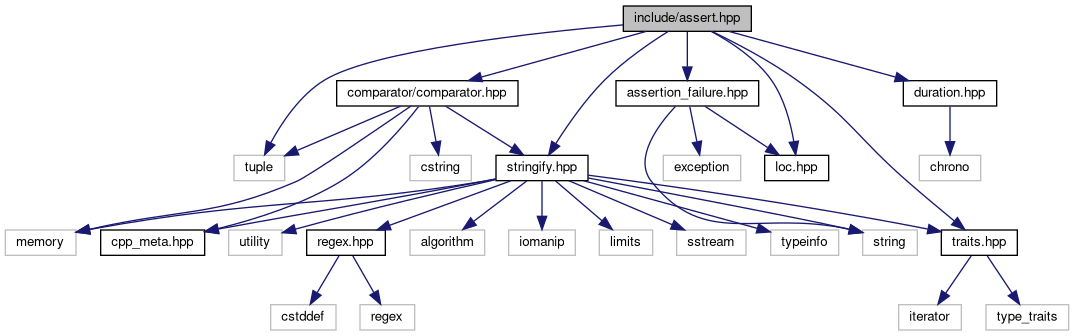 include/assert.hpp
comparator/comparator.hpp
assertion_failure.hpp
duration.hpp
tuple
cstring
stringify.hpp
exception
loc.hpp
chrono
memory
cpp_meta.hpp
utility
regex.hpp
algorithm
iomanip
limits
sstream
typeinfo
string
traits.hpp
cstddef
regex
iterator
type_traits